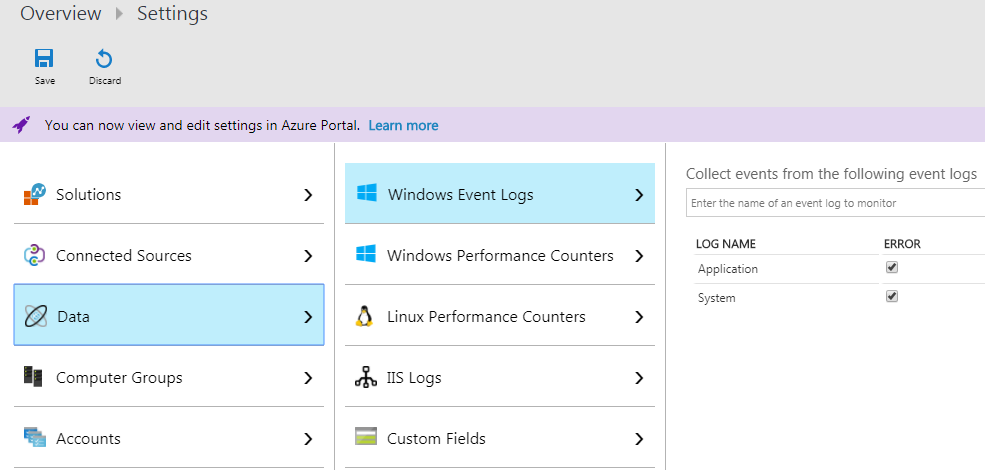 Overview Settings
Save Discard
You can now view and edit settings in Azure Portal. Learn more
Solutions
Connected Sources
Data
Computer Groups
Accounts
Windows Event Logs
Windows Performance Counters
Linux Performance Counters
IIS Logs
Custom Fields
Collect events from the following event logs
Enter the name of an event log to monitor
LOG NAME ERROR
Application
System